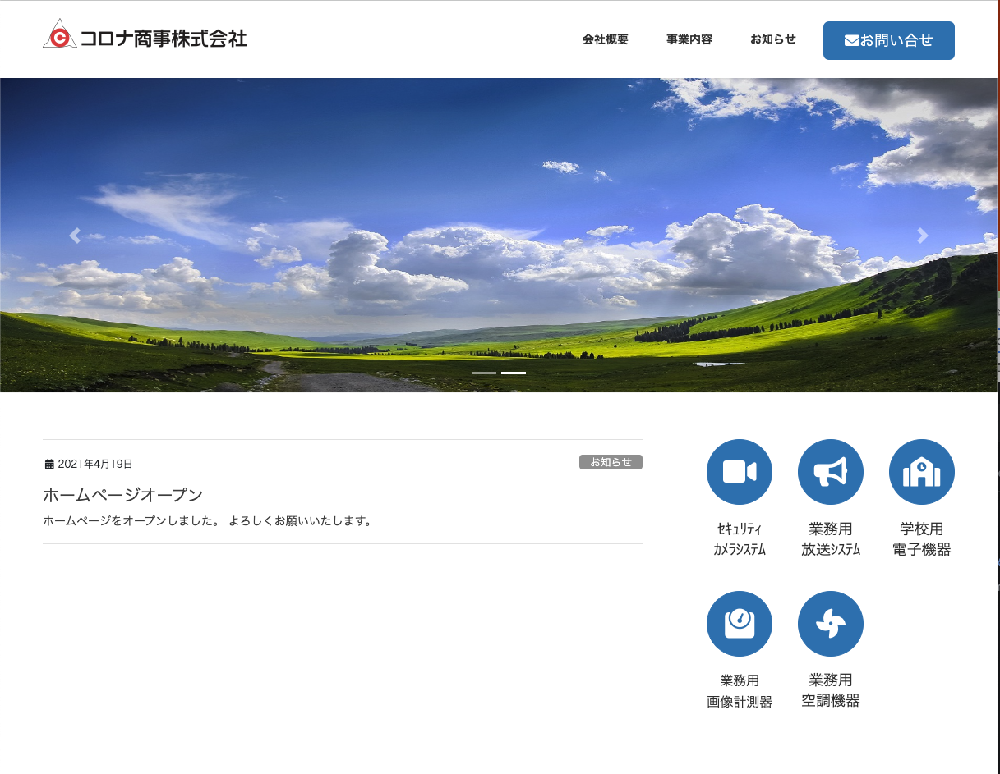 コロナ商事株式会社
会社概要
事業内容
お知らせ
お問い合せ
2021年4月19日
お知らせ
ホームページオープン
ホームページをオープンしました。 よろしくお願いいたします。
ｾｷｭﾘﾃｨ
ｶﾒﾗｼｽﾃﾑ
業務用
放送ｼｽﾃﾑ
学校用
電子機器
業務用
画像計測器
業務用
空調機器